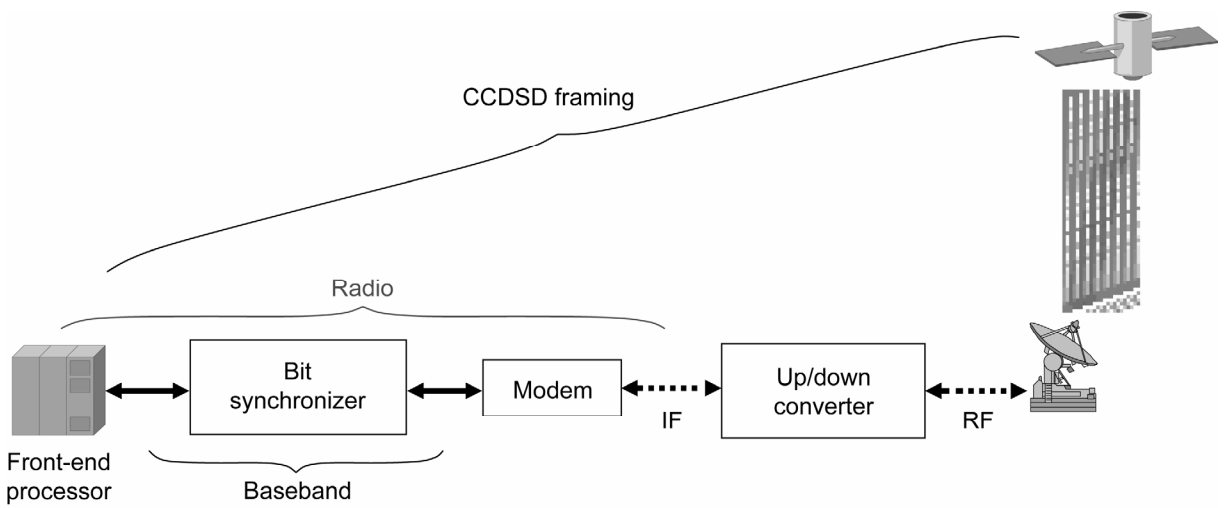 CCDSD framing
Radio
Bit
synchronizer
Modem
IF
Up/down
converter
RF
Front-end
processor
Baseband